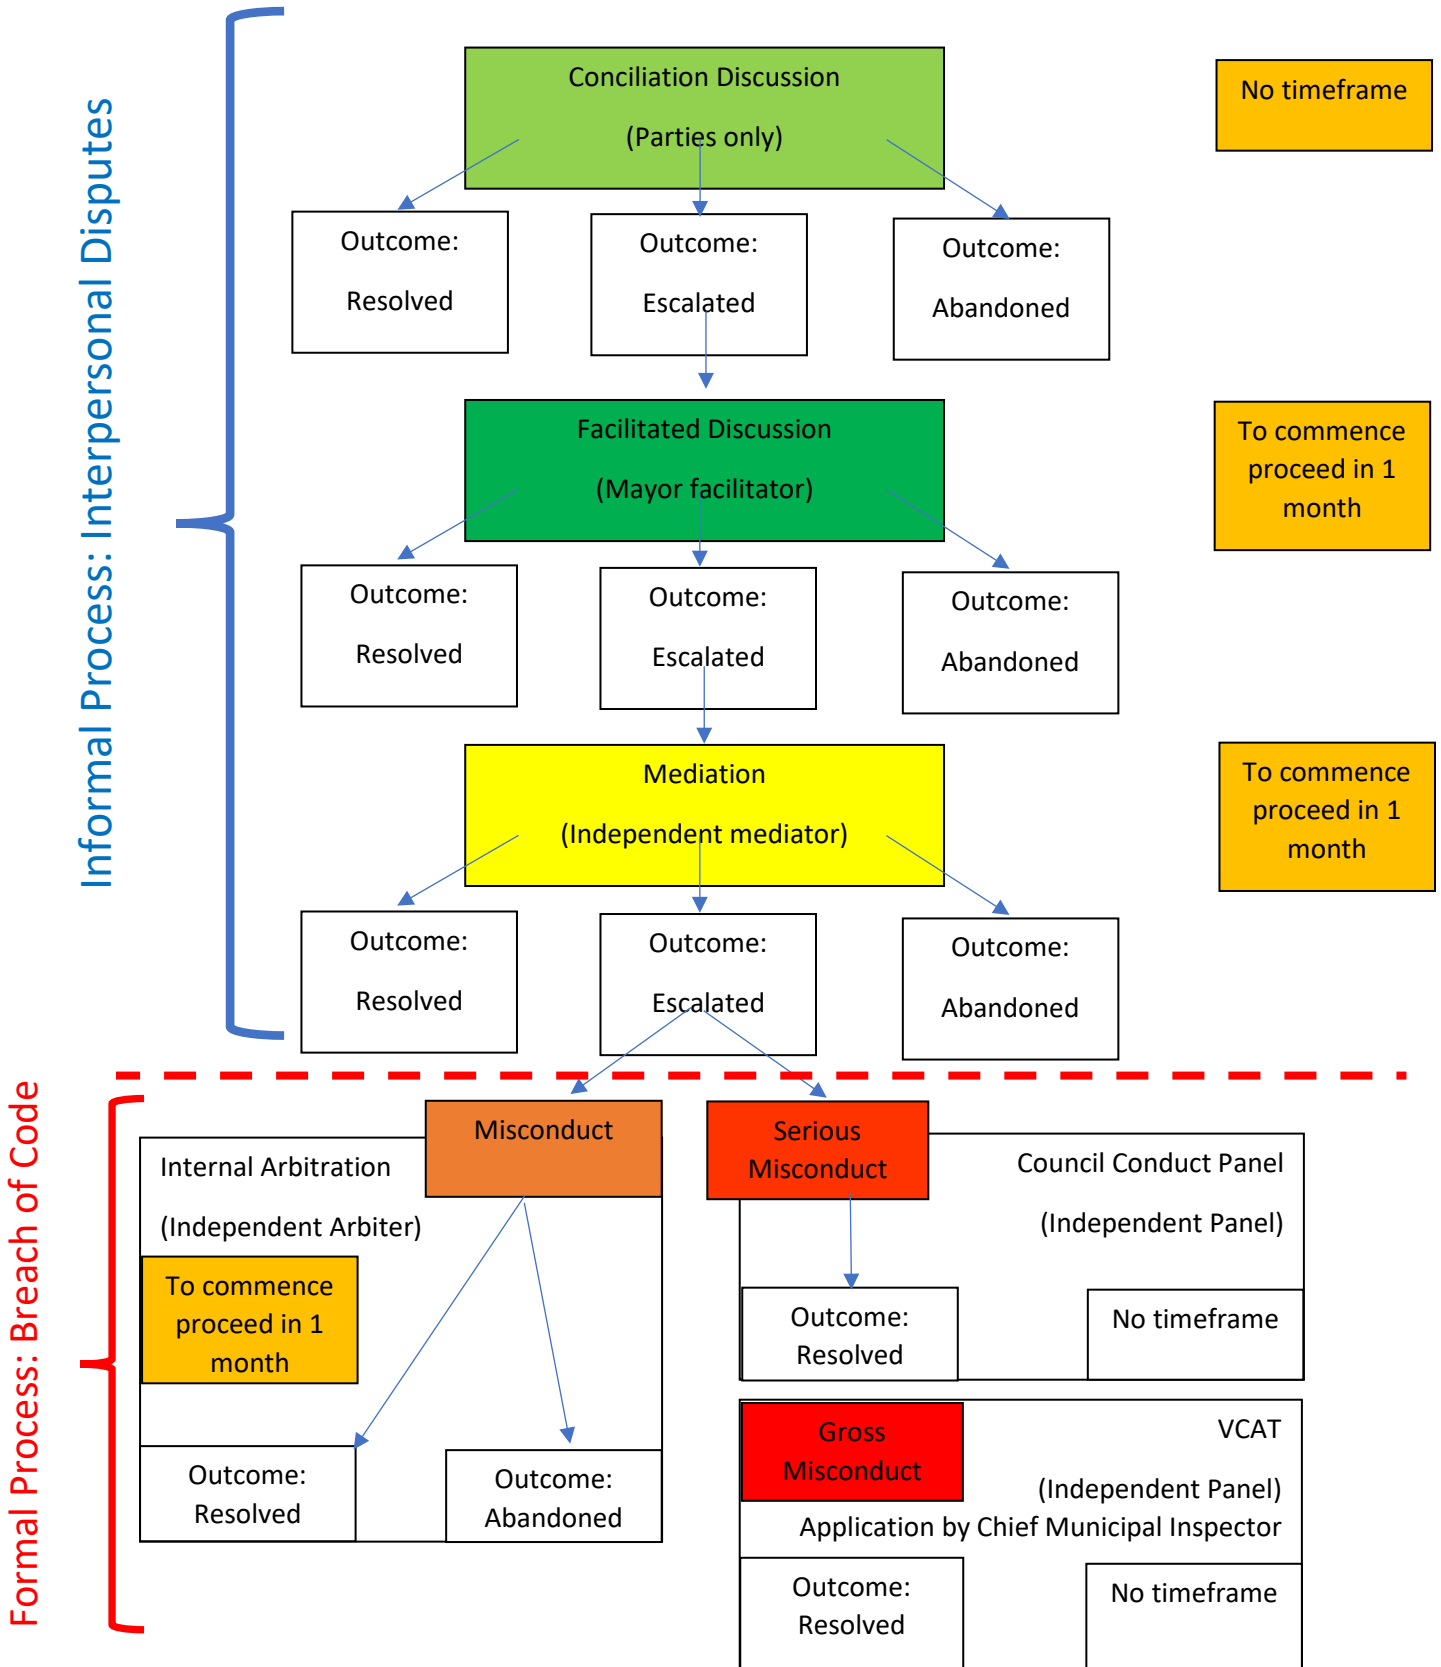 Informal Process: Interpersonal Disputes
Conciliation Discussion
(Parties only)
No timeframe
Outcome:
Resolved
Outcome:
Escalated
Outcome:
Abandoned
Facilitated Discussion
(Mayor facilitator)
To commence
proceed in 1
month
Outcome:
Resolved
Outcome:
Escalated
Outcome:
Abandoned
Mediation
(Independent mediator)
To commence
proceed in 1
month
Outcome:
Resolved
Outcome:
Escalated
Outcome:
Abandoned
Formal Process: Breach of Code
Misconduct
Internal Arbitration
(Independent Arbiter)
To commence
proceed in 1
month
Outcome:
Resolved
Outcome:
Abandoned
Serious
Misconduct
Council Conduct Panel
(Independent Panel)
Outcome:
Resolved
No timeframe
Gross
Misconduct
VCAT
(Independent Panel)
Application by Chief Municipal Inspector
Outcome:
Resolved
No timeframe